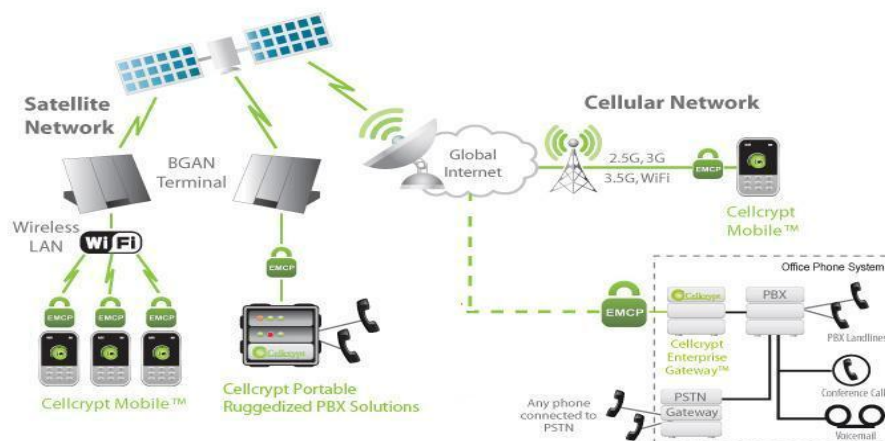 Satellite
Network
BGAN
Terminal
Wireless
LAN
WiFi
EMCP
EMCP
EMCP
Cellcrypt Mobile™
EMCP
Cellcrypt
Cellcrypt Portable
Ruggedized PBX Solutions
Global
Internet
Cellular Network
2.5G, 3G
3.5G, WiFi
EMCP
Cellcrypt
Mobile™
EMCP
Office Phone System
Cellcrypt
Cellcrypt
Enterprise
Gateway™
PBX
PBX Landlines
Conference Call
Voicemail
PSTN
Gateway
Any phone
connected to
PSTN